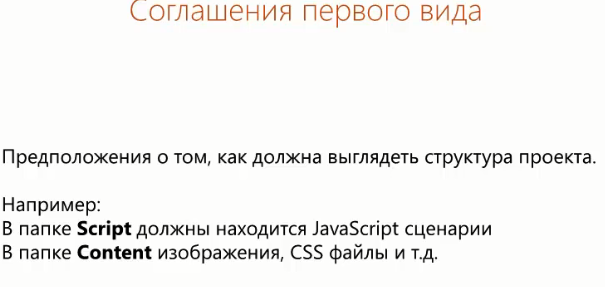 Соглашения первого вида
Предположения о том, как должна выглядеть структура проекта.
Например:
В папке Script должны находится JavaScript сценарии
В папке Content изображения, CSS файлы и т.д.